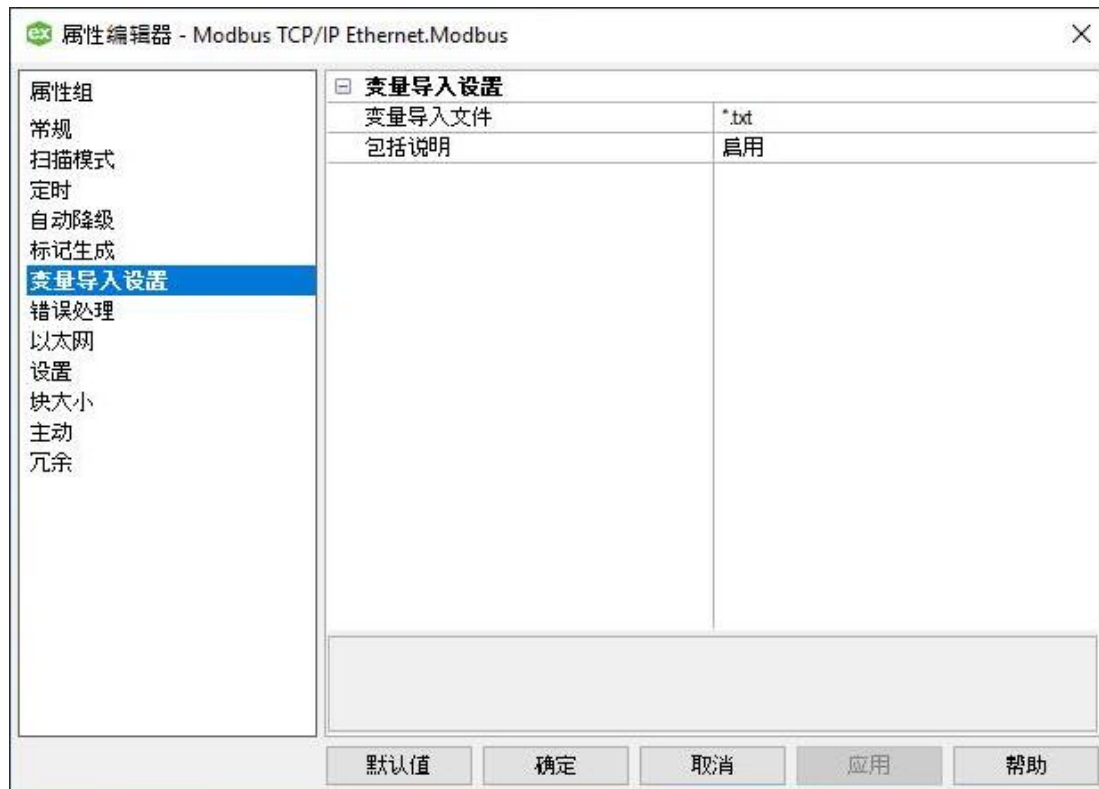 属性编辑器 - Modbus TCP/IP Ethernet.Modbus
属性组
常规
扫描模式
定时
自动降级
标记生成
变量导入设置
错误处理
以太网
设置
块大小
主动
冗余
变量导入设置
变量导入文件 *.txt
包括说明 启用
默认值 确定 取消 应用 帮助